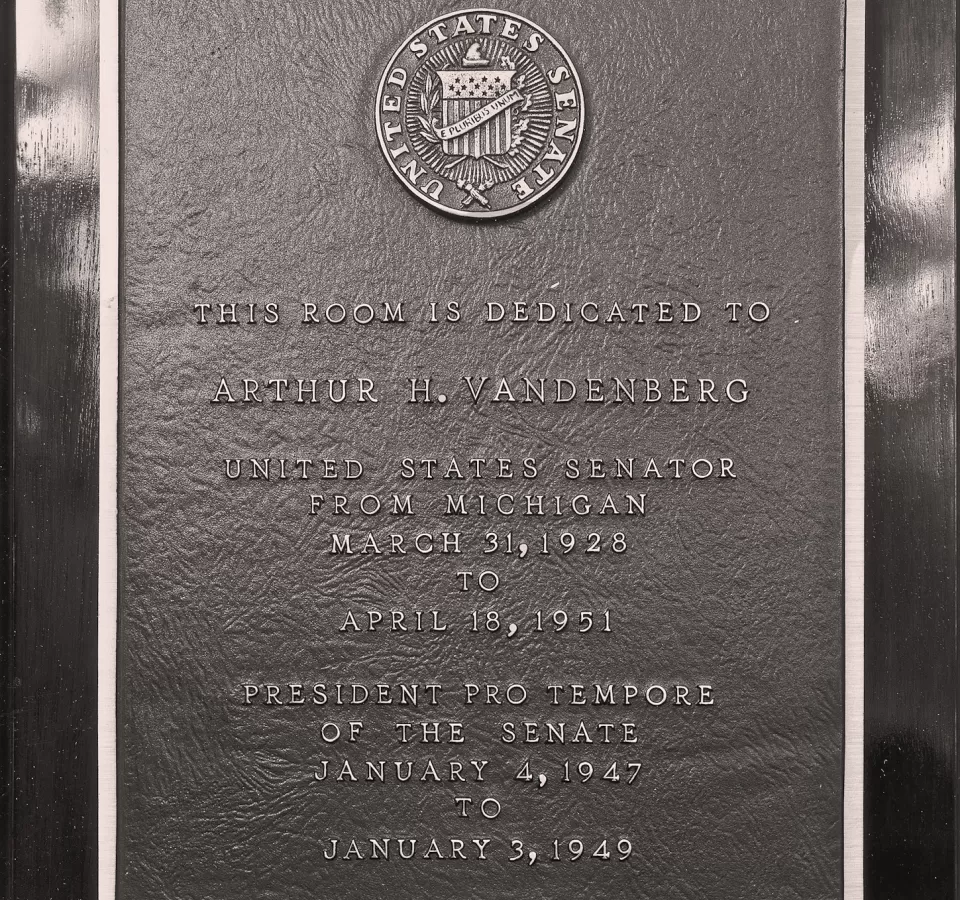 UNITED STATES SENATE
E PLURIBUS UNUM
THIS ROOM IS DEDICATED TO
ARTHUR H. VANDENBERG
UNITED STATES SENATOR
FROM MICHIGAN
MARCH 31, 1928
TO
APRIL 18, 1951
PRESIDENT PRO TEMPORE
OF THE SENATE
JANUARY 4, 1947
TO
JANUARY 3, 1949